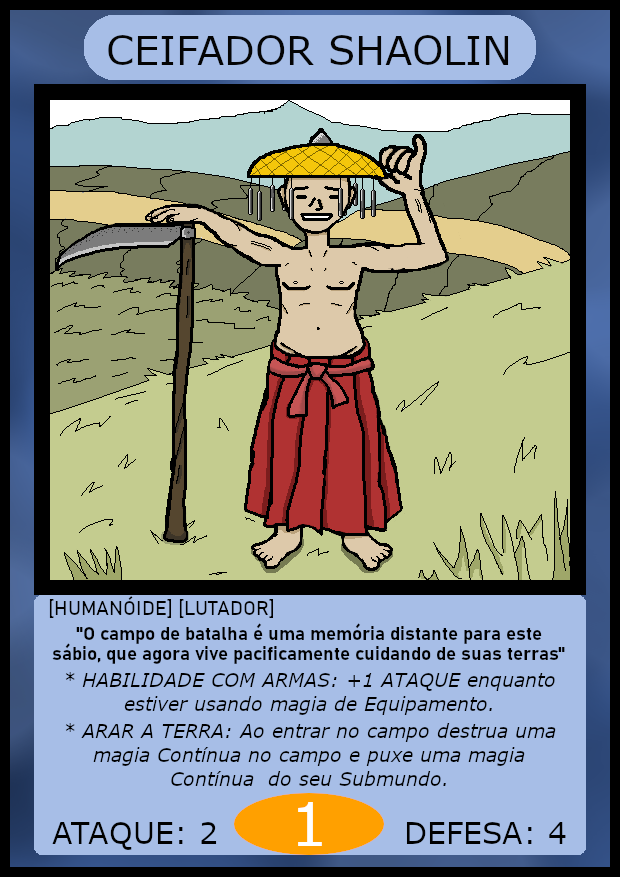 CEIFADOR SHAOLIN
[HUMANÓIDE] [LUTADOR]
"O campo de batalha é uma memória distante para este
sábio, que agora vive pacificamente cuidando de suas terras"
* HABILIDADE COM ARMAS: +1 ATAQUE enquanto
estiver usando magia de Equipamento.
* ARAR A TERRA: Ao entrar no campo destrua uma
magia Contínua no campo e puxe uma magia
Contínua  do seu Submundo.
ATAQUE: 2
1
DEFESA: 4